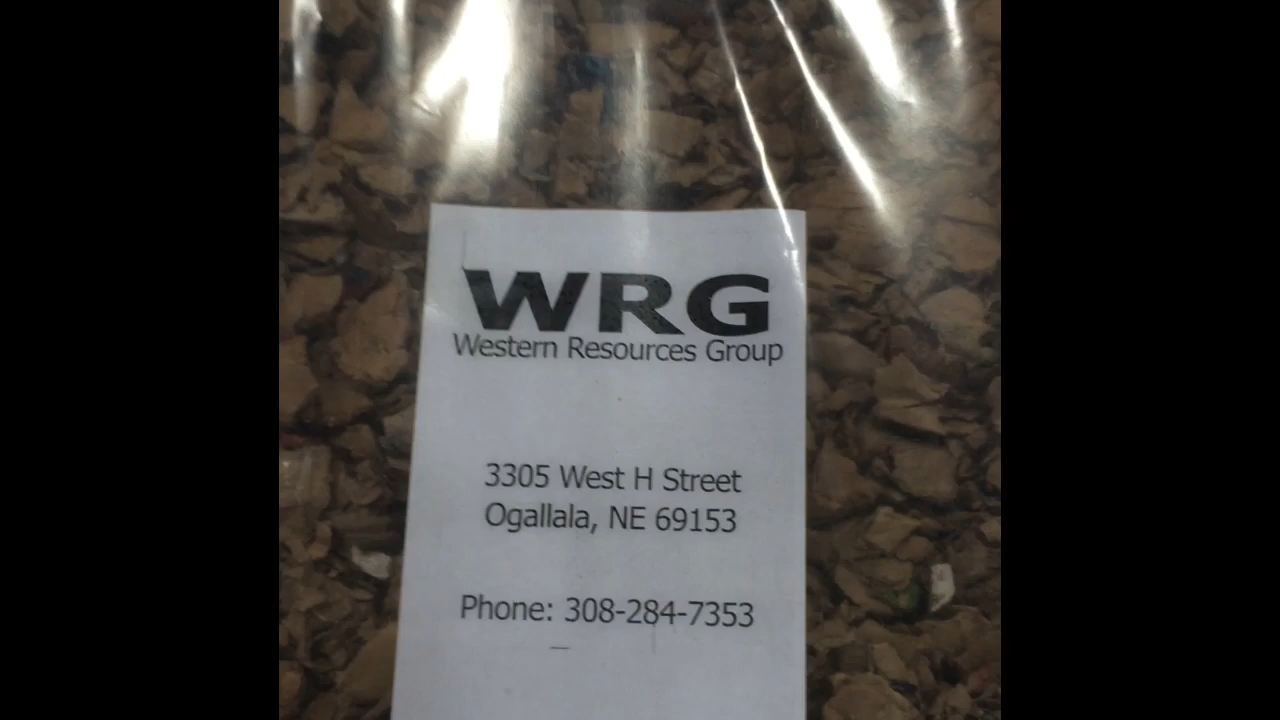 WRG
Western Resources Group
3305 West H Street
Ogallala, NE 69153
Phone: 308-284-7353